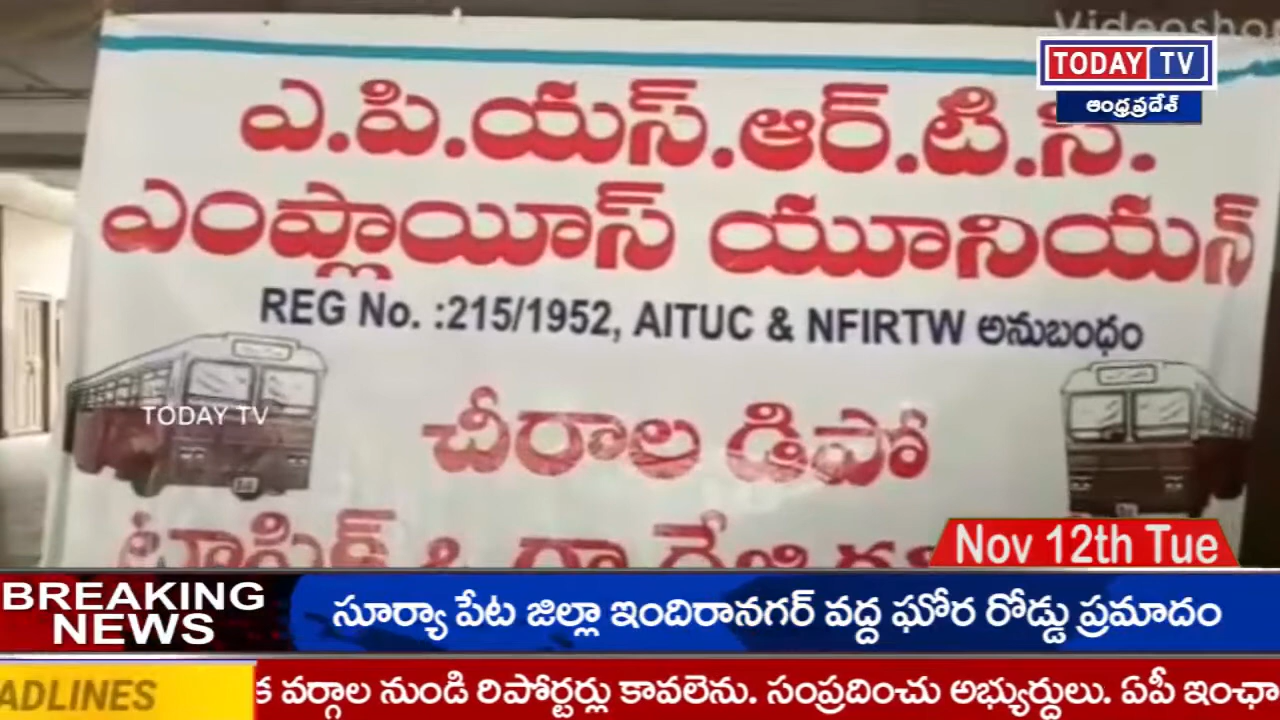 Videoshop
TODAY TV
ఆంధ్రప్రదేశ్
ఎ.పి.యస్.ఆర్.టి.సి.
ఎంప్లాయీస్ యూనియన్
REG No. :215/1952, AITUC & NFIRTW అనుబంధం
TODAY TV
చీరాల డిపో
Nov 12th Tue
BREAKING NEWS
సూర్యా పేట జిల్లా ఇందిరానగర్ వద్ద ఘోర రోడ్డు ప్రమాదం
ADLINES
క వర్గాల నుండి రిపోర్టర్లు కావలెను. సంప్రదించు అభ్యర్దులు. ఏపీ ఇంఛా